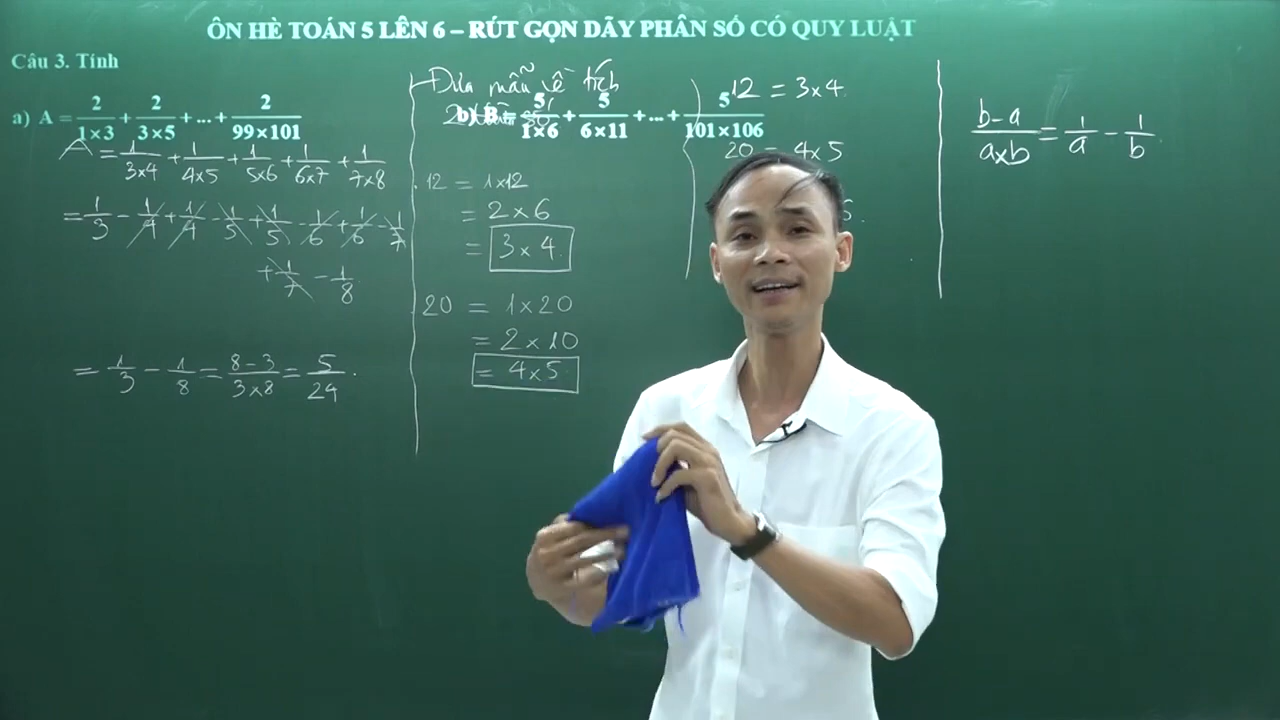 ÔN HÈ TOÁN 5 LÊN 6 – RÚT GỌN DÃY PHÂN SỐ CÓ QUY LUẬT
Câu 3. Tính
a) A = 2/(1×3) + 2/(3×5) + ... + 2/(99×101)
b) B = 5/(1×6) + 5/(6×11) + ... + 5/(101×106)
A = 1/(3×4) + 1/(4×5) + 1/(5×6) + 1/(6×7) + 1/(7×8)
= 1/3 - 1/4 + 1/4 - 1/5 + 1/5 - 1/6 + 1/6 - 1/7
+ 1/7 - 1/8
= 1/3 - 1/8 = (8-3)/(3×8) = 5/24.
Đưa mẫu về tích
12 = 1×12
= 2×6
= 3×4.
20 = 1×20
= 2×10
= 4×5.
12 = 3×4.
20 = 4×5
(b-a)/(a×b) = 1/a - 1/b